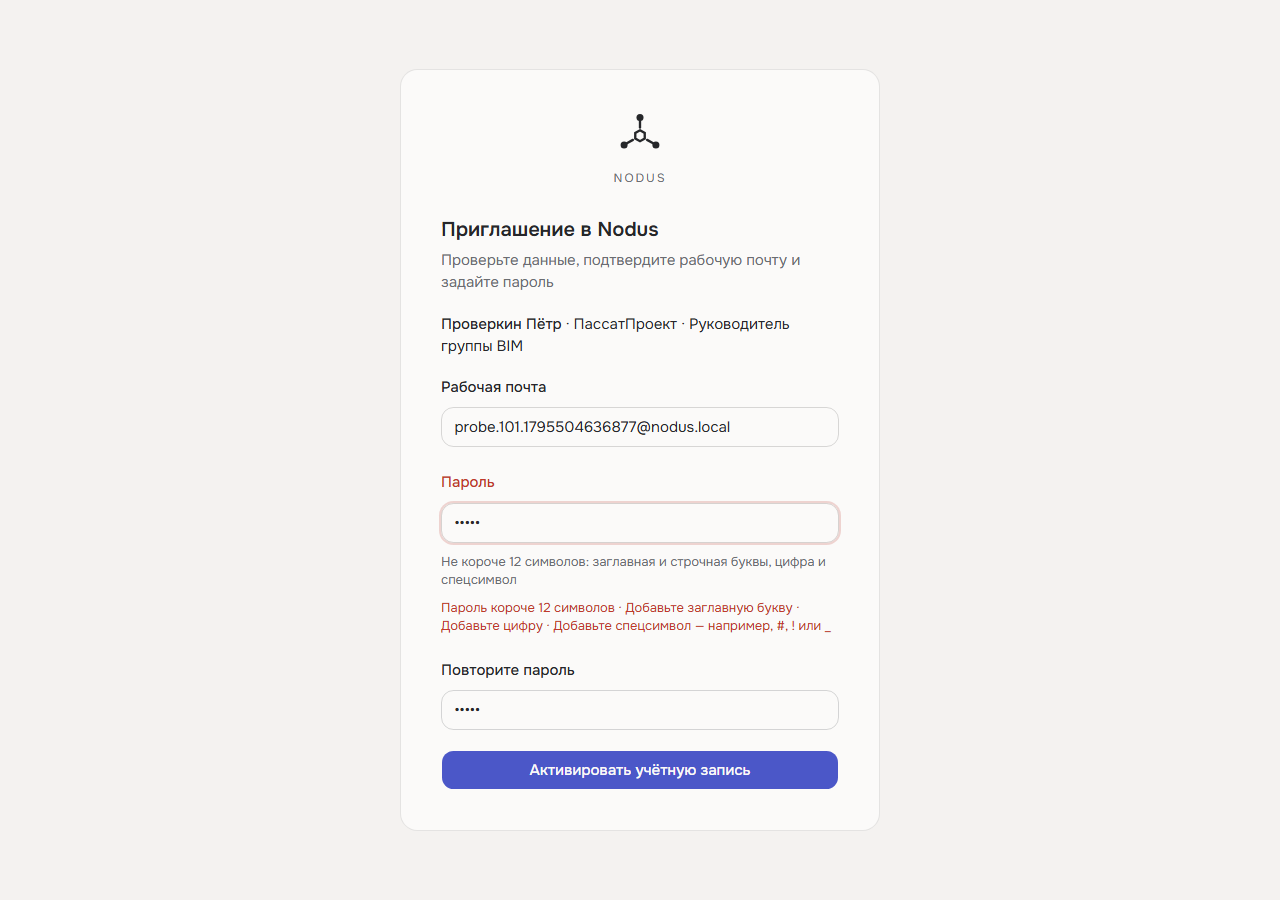 NODUS
Приглашение в Nodus
Проверьте данные, подтвердите рабочую почту и
задайте пароль
Проверкин Пётр · ПассатПроект · Руководитель
группы BIM
Рабочая почта
probe.101.1795504636877@nodus.local
Пароль
•••••
Не короче 12 символов: заглавная и строчная буквы, цифра и
спецсимвол
Пароль короче 12 символов · Добавьте заглавную букву ·
Добавьте цифру · Добавьте спецсимвол — например, #, ! или _
Повторите пароль
•••••
Активировать учётную запись